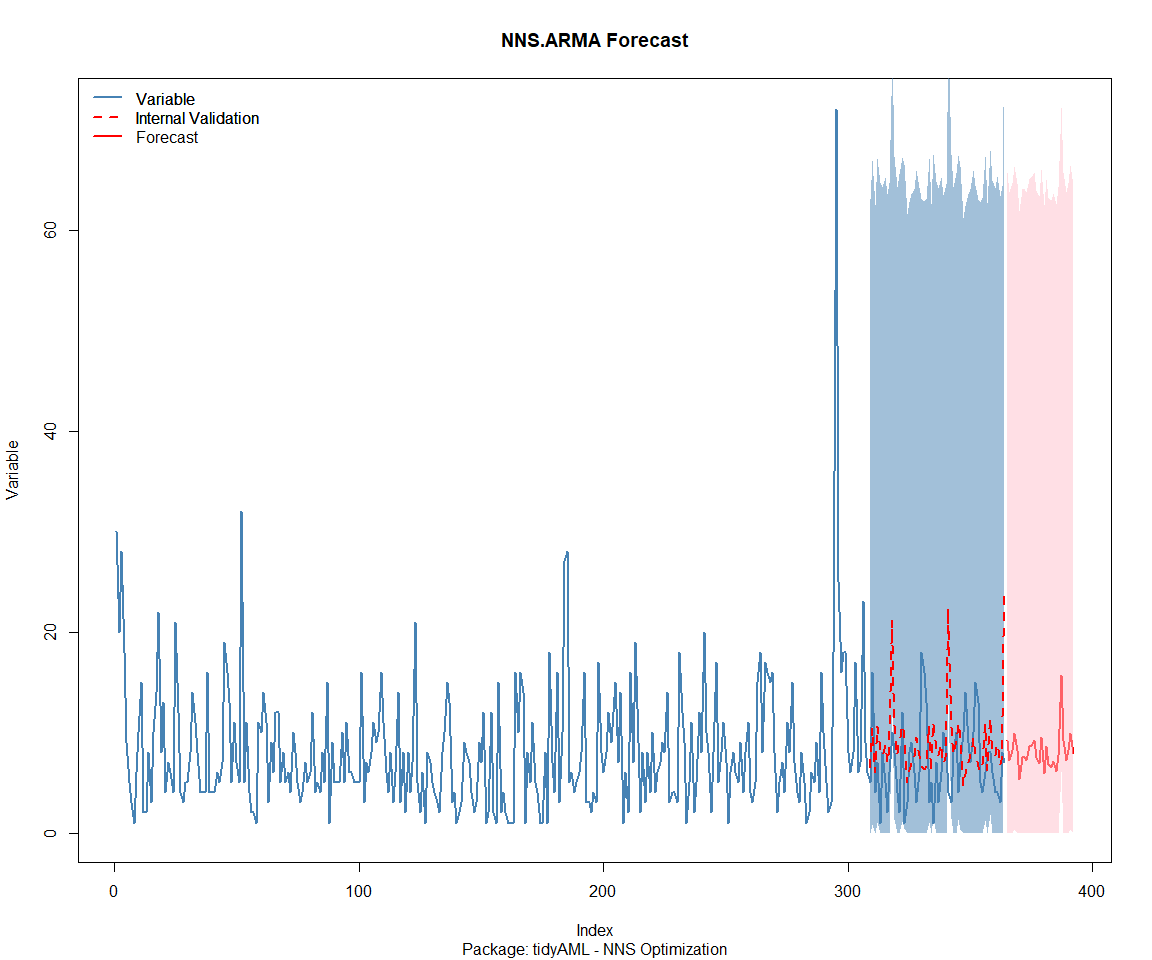 NNS.ARMA Forecast
Variable
Internal Validation
Forecast
Variable
60
40
20
0
0
100
200
300
400
Index
Package: tidyAML - NNS Optimization